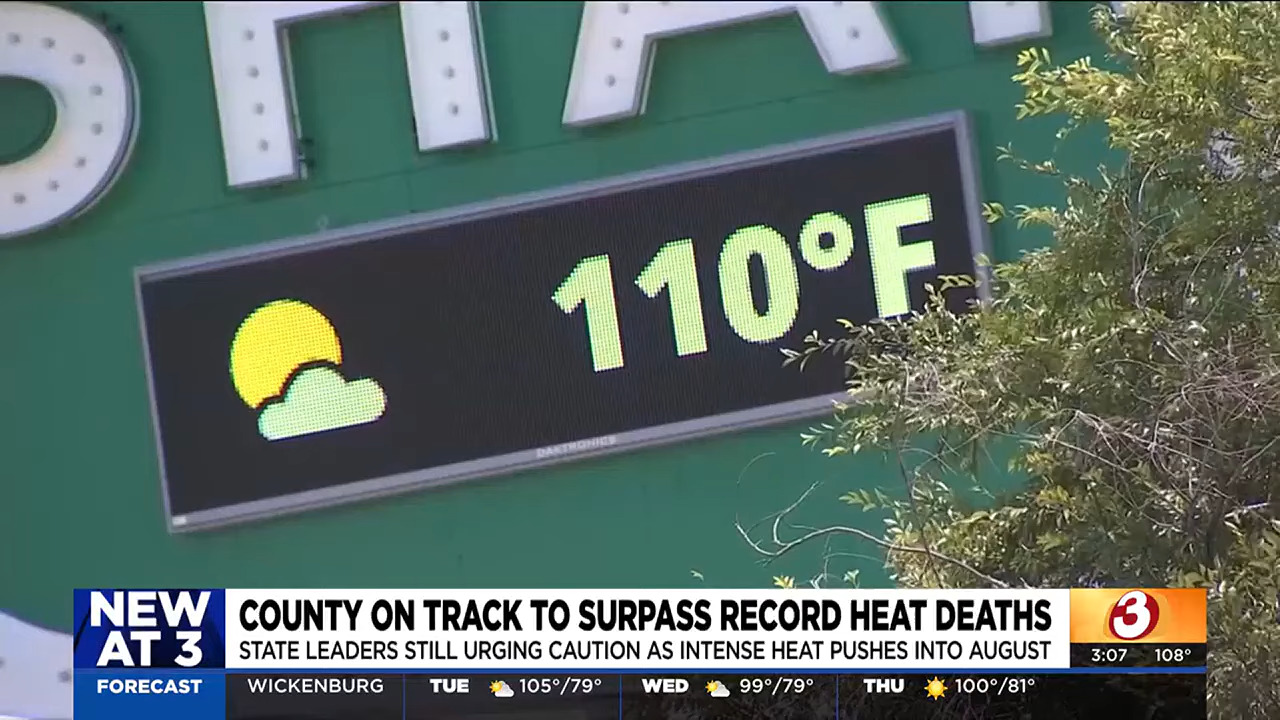 110°F
DAKTRONICS
NEW
AT 3
COUNTY ON TRACK TO SURPASS RECORD HEAT DEATHS
STATE LEADERS STILL URGING CAUTION AS INTENSE HEAT PUSHES INTO AUGUST
3
3:07 108°
FORECAST WICKENBURG TUE 105°/79° WED 99°/79° THU 100°/81°